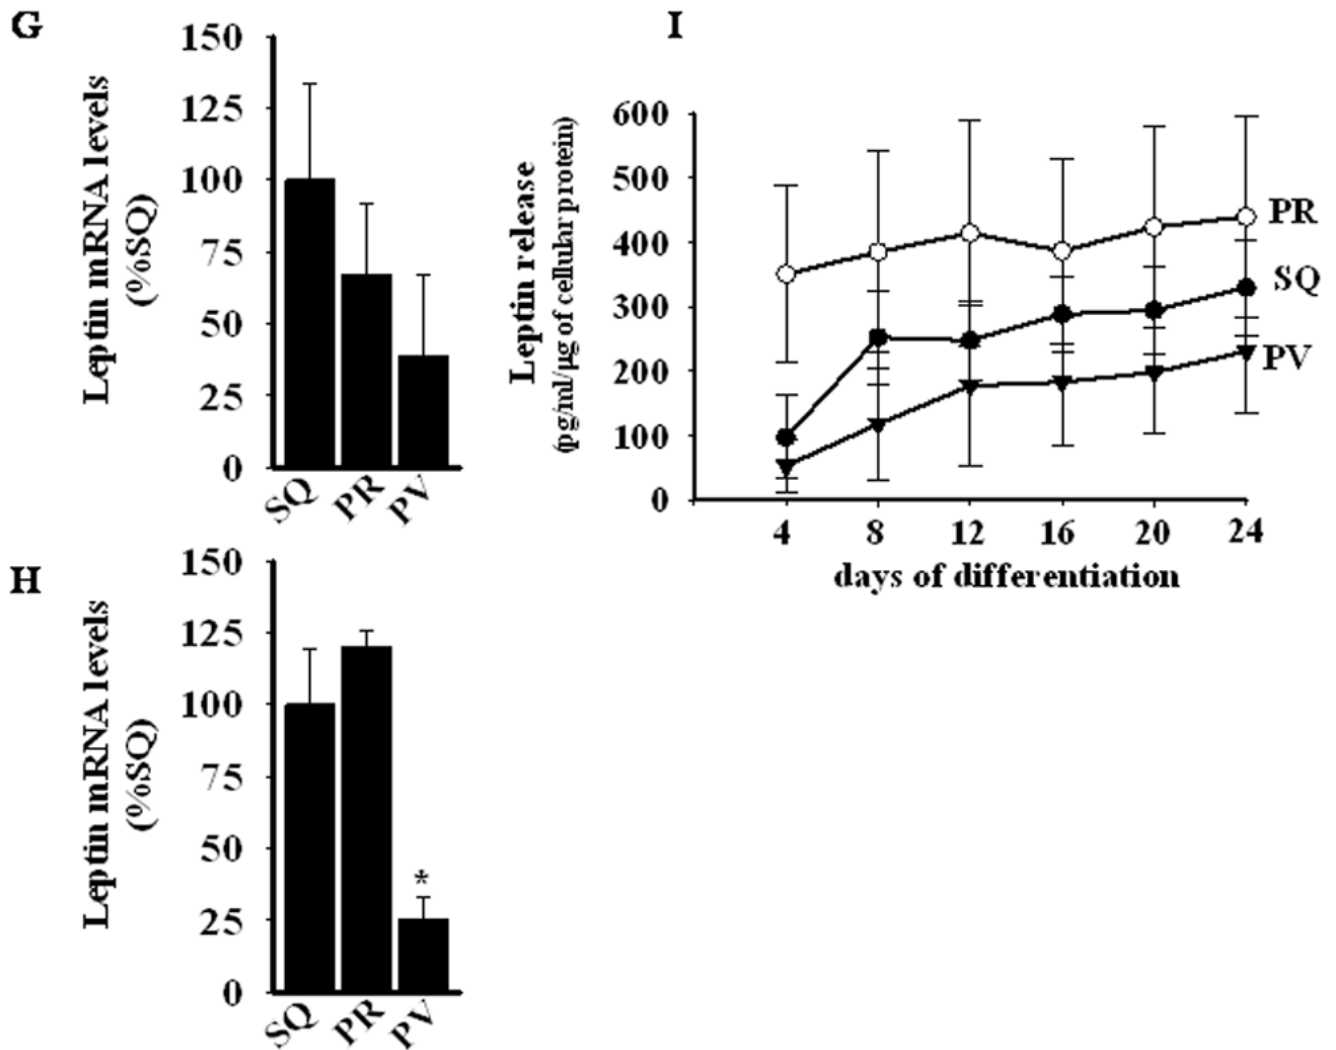 G
Leptin mRNA levels
(%SQ)
150
125
100
75
50
25
0
SQ PR PV
H
Leptin mRNA levels
(%SQ)
150
125
100
75
50
25
0
*
SQ PR PV
I
Leptin release
(pg/ml/μg of cellular protein)
600
500
400
300
200
100
0
PR
SQ
PV
4 8 12 16 20 24
days of differentiation